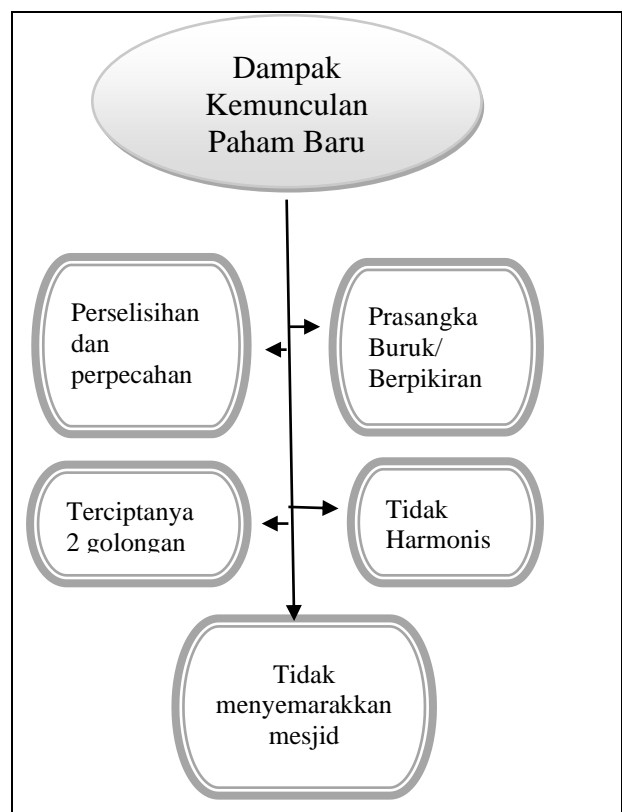 Dampak
Kemunculan
Paham Baru
Perselisihan
dan
perpecahan
Prasangka
Buruk/
Berpikiran
Terciptanya
2 golongan
Tidak
Harmonis
Tidak
menyemarakkan
mesjid